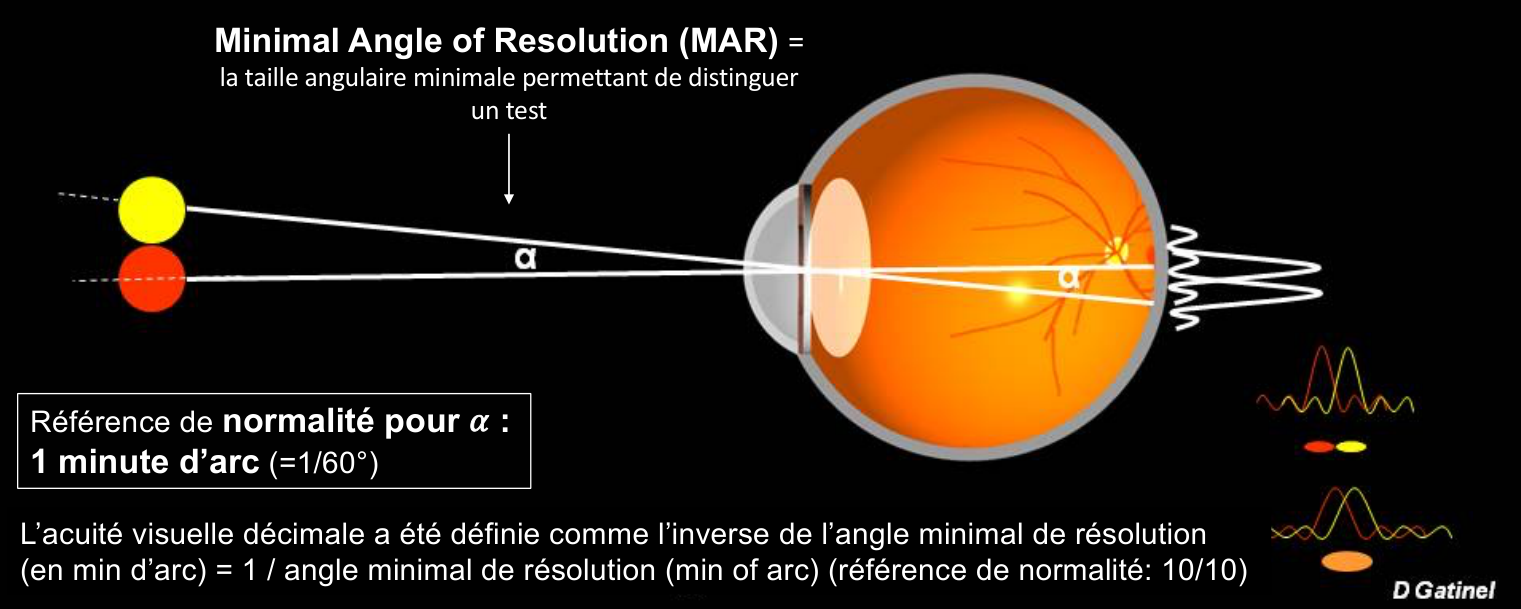 Minimal Angle of Resolution (MAR) =
la taille angulaire minimale permettant de distinguer
un test
α
α
Référence de normalité pour α :
1 minute d’arc (=1/60°)
L’acuité visuelle décimale a été définie comme l’inverse de l’angle minimal de résolution
(en min d’arc) = 1 / angle minimal de résolution (min of arc) (référence de normalité: 10/10)
D Gatinel